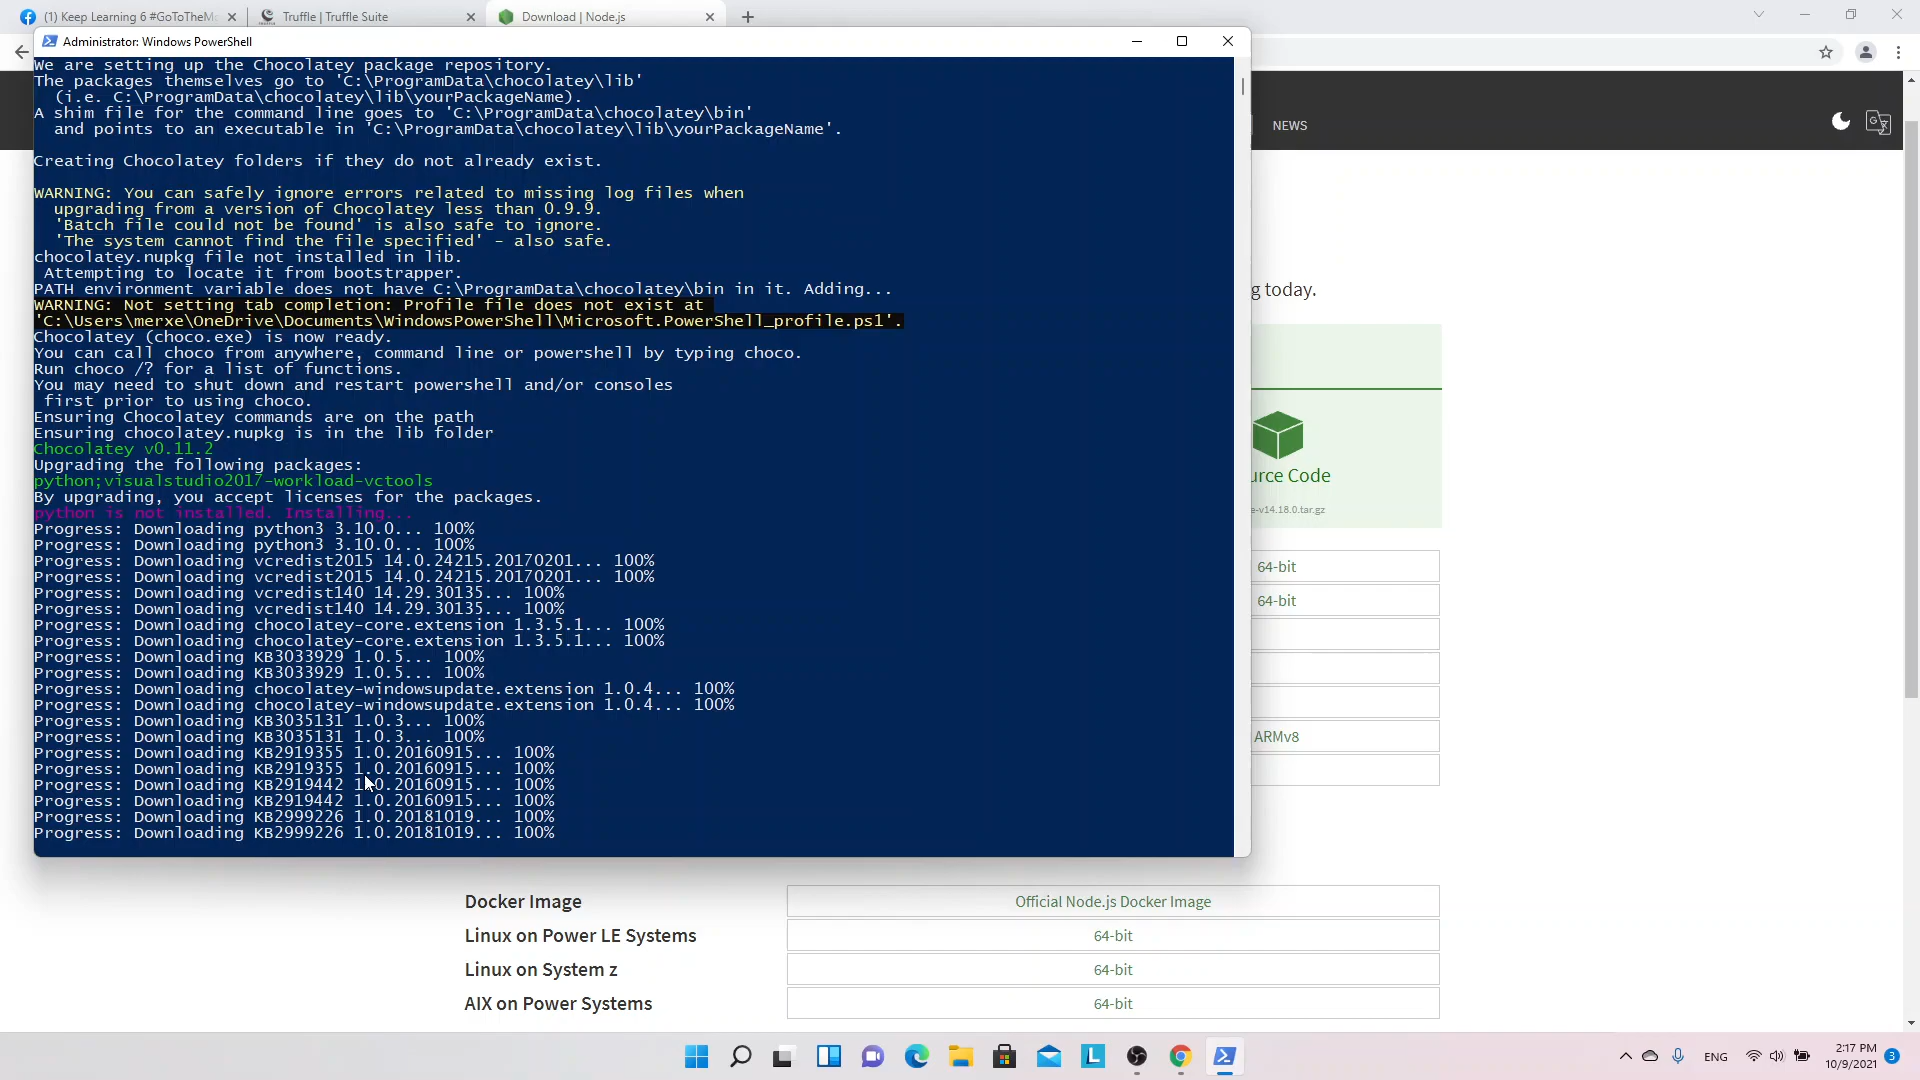 (1) Keep Learning 6 #GoToTheMo
Truffle | Truffle Suite
Download | Node.js
Administrator: Windows PowerShell
We are setting up the Chocolatey package repository.
The packages themselves go to 'C:\ProgramData\chocolatey\lib'
(i.e. C:\ProgramData\chocolatey\lib\yourPackageName).
A shim file for the command line goes to 'C:\ProgramData\chocolatey\bin'
and points to an executable in 'C:\ProgramData\chocolatey\lib\yourPackageName'.
Creating Chocolatey folders if they do not already exist.
WARNING: You can safely ignore errors related to missing log files when
upgrading from a version of Chocolatey less than 0.9.9.
'Batch file could not be found' is also safe to ignore.
'The system cannot find the file specified' - also safe.
chocolatey.nupkg file not installed in lib.
Attempting to locate it from bootstrapper.
PATH environment variable does not have C:\ProgramData\chocolatey\bin in it. Adding...
WARNING: Not setting tab completion: Profile file does not exist at
'C:\Users\merxe\OneDrive\Documents\WindowsPowerShell\Microsoft.PowerShell_profile.ps1'.
Chocolatey (choco.exe) is now ready.
You can call choco from anywhere, command line or powershell by typing choco.
Run choco /? for a list of functions.
You may need to shut down and restart powershell and/or consoles
first prior to using choco.
Ensuring Chocolatey commands are on the path
Ensuring chocolatey.nupkg is in the lib folder
Chocolatey v0.11.2
Upgrading the following packages:
python;visualstudio2017-workload-vctools
By upgrading, you accept licenses for the packages.
python is not installed. Installing...
Progress: Downloading python3 3.10.0... 100%
Progress: Downloading python3 3.10.0... 100%
Progress: Downloading vcredist2015 14.0.24215.20170201... 100%
Progress: Downloading vcredist2015 14.0.24215.20170201... 100%
Progress: Downloading vcredist140 14.29.30135... 100%
Progress: Downloading vcredist140 14.29.30135... 100%
Progress: Downloading chocolatey-core.extension 1.3.5.1... 100%
Progress: Downloading chocolatey-core.extension 1.3.5.1... 100%
Progress: Downloading KB3033929 1.0.5... 100%
Progress: Downloading KB3033929 1.0.5... 100%
Progress: Downloading chocolatey-windowsupdate.extension 1.0.4... 100%
Progress: Downloading chocolatey-windowsupdate.extension 1.0.4... 100%
Progress: Downloading KB3035131 1.0.3... 100%
Progress: Downloading KB3035131 1.0.3... 100%
Progress: Downloading KB2919355 1.0.20160915... 100%
Progress: Downloading KB2919355 1.0.20160915... 100%
Progress: Downloading KB2919442 1.0.20160915... 100%
Progress: Downloading KB2919442 1.0.20160915... 100%
Progress: Downloading KB2999226 1.0.20181019... 100%
Progress: Downloading KB2999226 1.0.20181019... 100%
NEWS
g today.
urce Code
e-v14.18.0.tar.gz
64-bit
64-bit
ARMv8
Docker Image
Official Node.js Docker Image
Linux on Power LE Systems
64-bit
Linux on System z
64-bit
AIX on Power Systems
64-bit
ENG
2:17 PM
10/9/2021
3